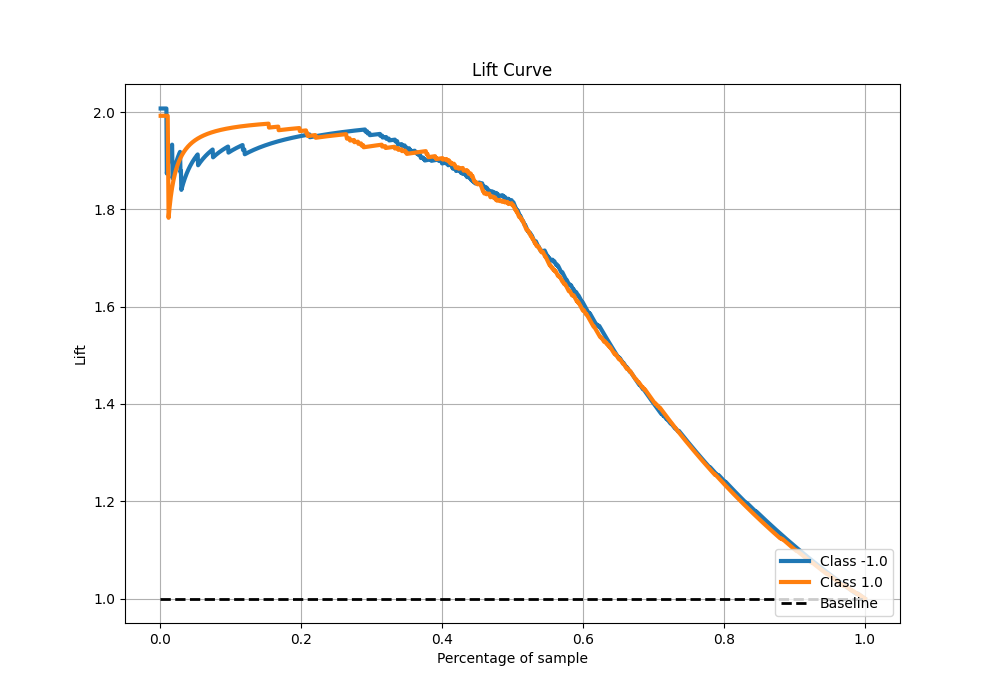 Lift Curve
2.0
1.8
1.6
1.4
1.2
1.0
Lift
0.0 0.2 0.4 0.6 0.8 1.0
Percentage of sample
Class -1.0
Class 1.0
Baseline